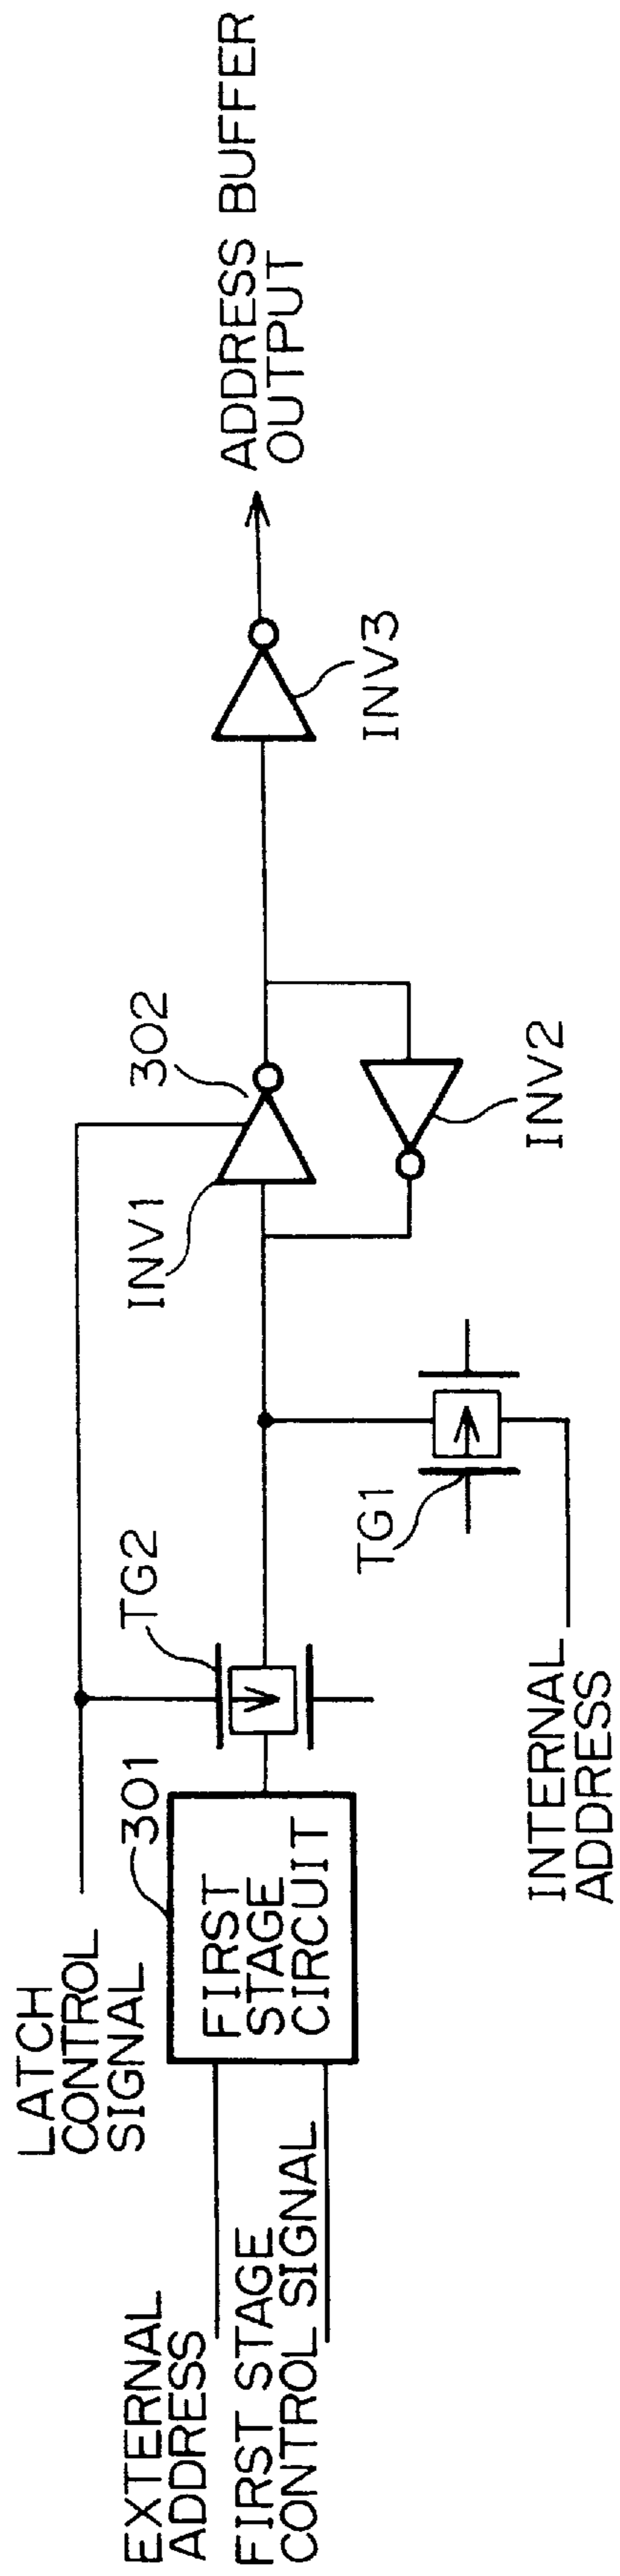 EXTERNAL
ADDRESS
FIRST STAGE
CONTROL SIGNAL
LATCH
CONTROL
SIGNAL
301
FIRST
STAGE
CIRCUIT
TG2
TG1
INTERNAL
ADDRESS
INV1
302
INV2
INV3
ADDRESS BUFFER
OUTPUT